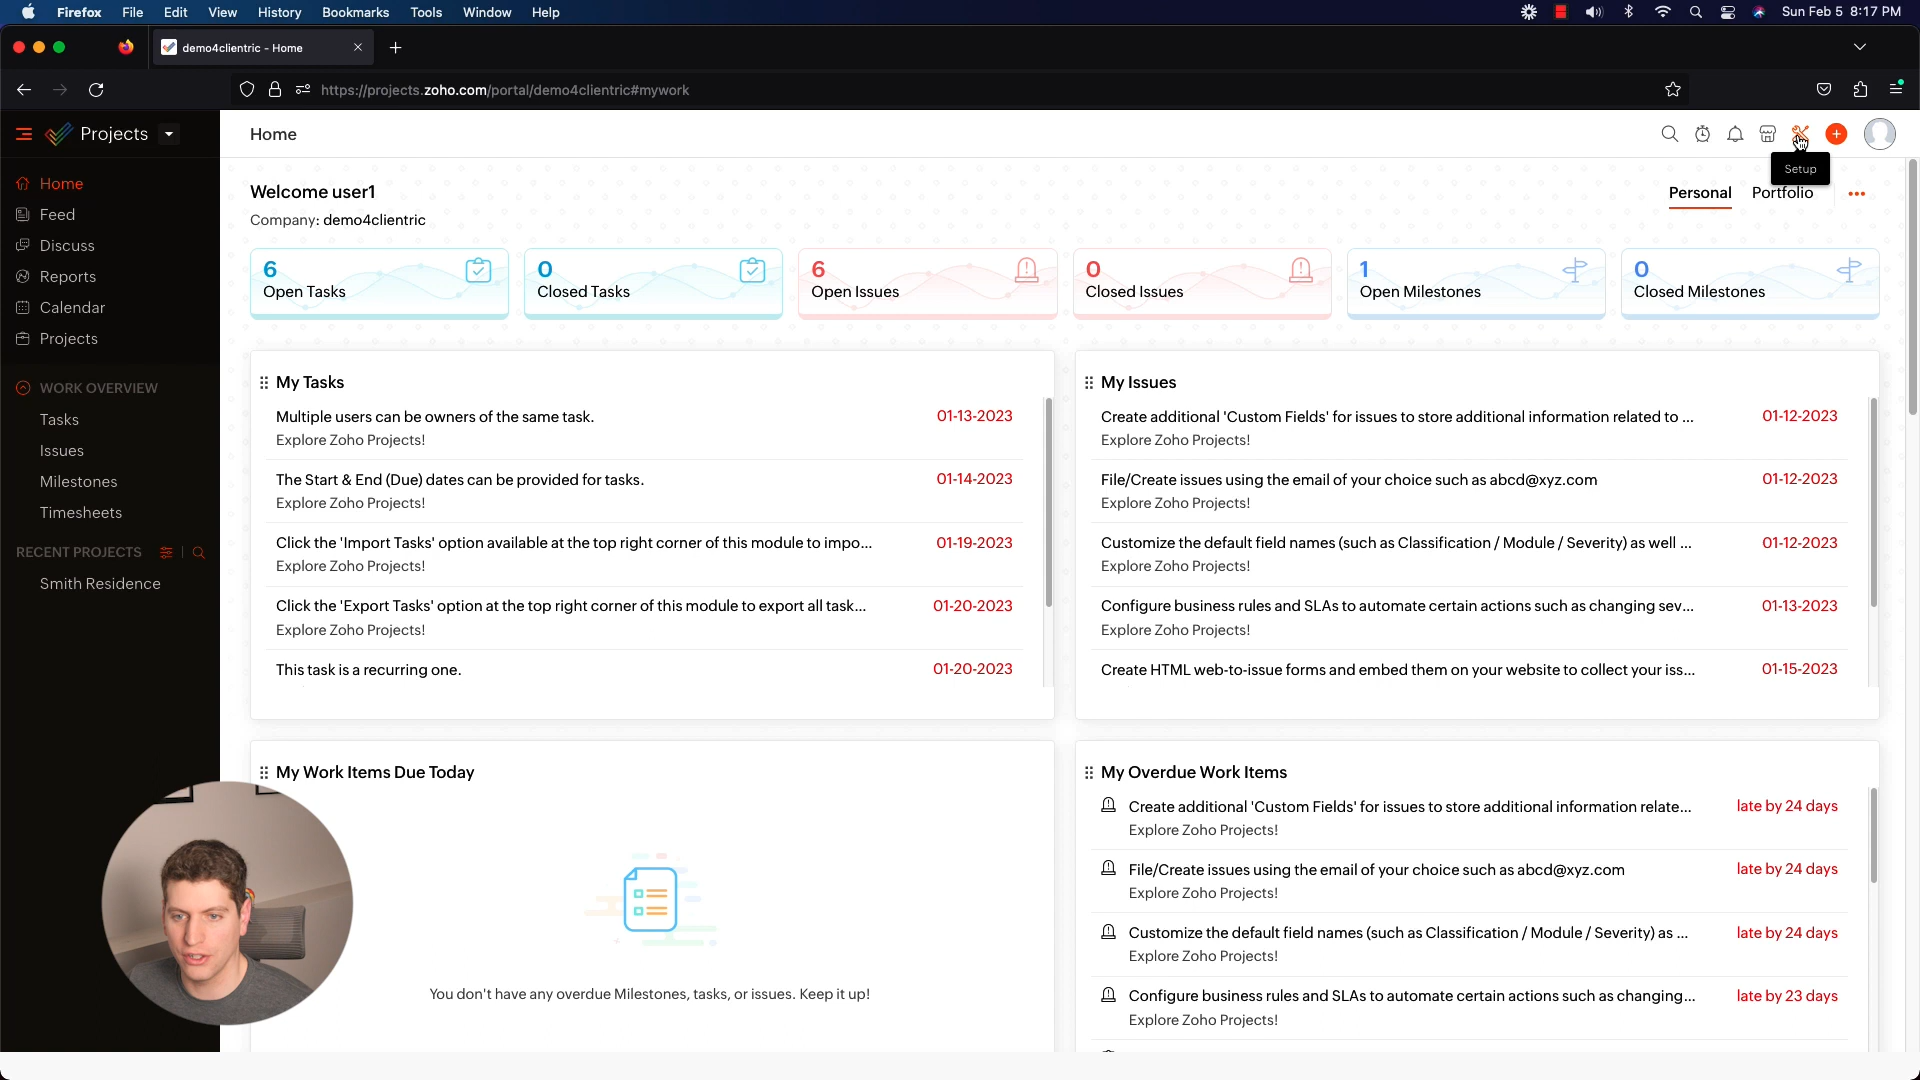 Firefox File Edit View History Bookmarks Tools Window Help
Sun Feb 5 8:17 PM
demo4clientric - Home
https://projects.zoho.com/portal/demo4clientric#mywork
Projects
Home
Setup
Home
Feed
Discuss
Reports
Calendar
Projects
WORK OVERVIEW
Tasks
Issues
Milestones
Timesheets
RECENT PROJECTS
Smith Residence
Welcome user1
Company: demo4clientric
Personal
Portfolio
6
Open Tasks
0
Closed Tasks
6
Open Issues
0
Closed Issues
1
Open Milestones
0
Closed Milestones
My Tasks
Multiple users can be owners of the same task. 01-13-2023
Explore Zoho Projects!
The Start & End (Due) dates can be provided for tasks. 01-14-2023
Explore Zoho Projects!
Click the 'Import Tasks' option available at the top right corner of this module to impo... 01-19-2023
Explore Zoho Projects!
Click the 'Export Tasks' option at the top right corner of this module to export all task... 01-20-2023
Explore Zoho Projects!
This task is a recurring one. 01-20-2023
My Issues
Create additional 'Custom Fields' for issues to store additional information related to ... 01-12-2023
Explore Zoho Projects!
File/Create issues using the email of your choice such as abcd@xyz.com 01-12-2023
Explore Zoho Projects!
Customize the default field names (such as Classification / Module / Severity) as well ... 01-12-2023
Explore Zoho Projects!
Configure business rules and SLAs to automate certain actions such as changing sev... 01-13-2023
Explore Zoho Projects!
Create HTML web-to-issue forms and embed them on your website to collect your iss... 01-15-2023
My Work Items Due Today
You don't have any overdue Milestones, tasks, or issues. Keep it up!
My Overdue Work Items
Create additional 'Custom Fields' for issues to store additional information relate... late by 24 days
Explore Zoho Projects!
File/Create issues using the email of your choice such as abcd@xyz.com late by 24 days
Explore Zoho Projects!
Customize the default field names (such as Classification / Module / Severity) as ... late by 24 days
Explore Zoho Projects!
Configure business rules and SLAs to automate certain actions such as changing... late by 23 days
Explore Zoho Projects!